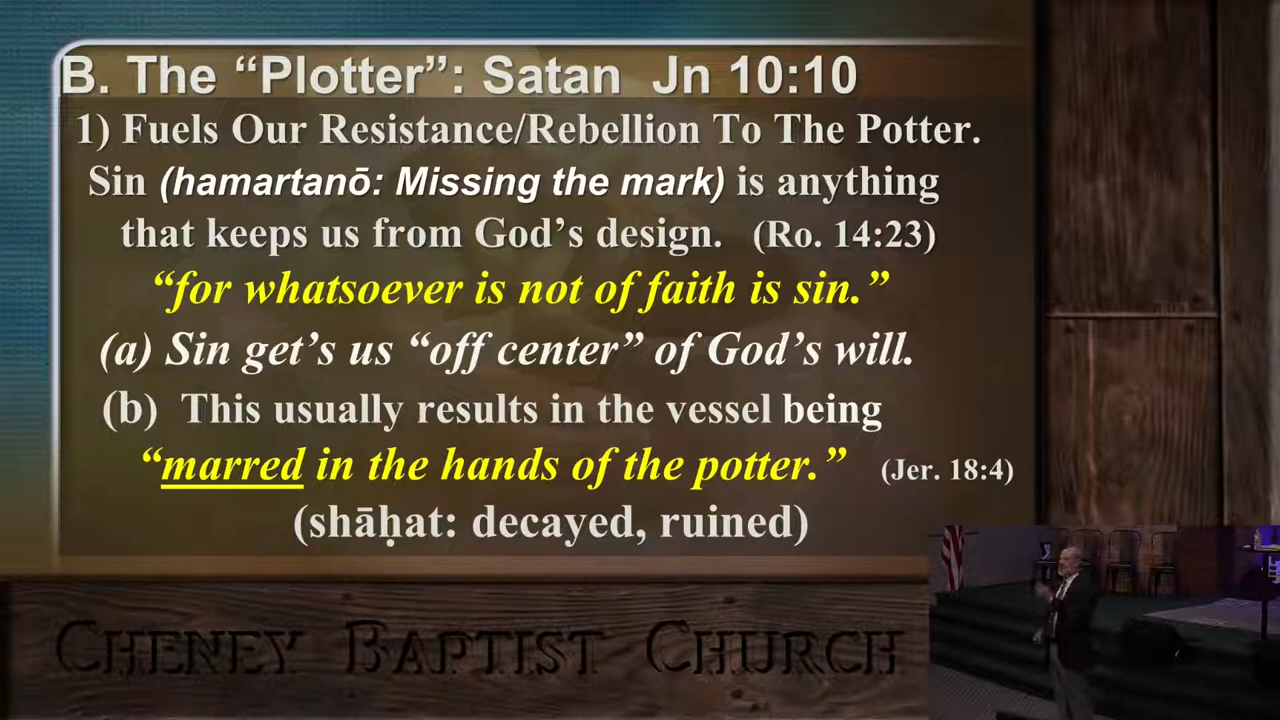 B. The “Plotter”: Satan Jn 10:10
1) Fuels Our Resistance/Rebellion To The Potter.
Sin (hamartanō: Missing the mark) is anything
that keeps us from God’s design. (Ro. 14:23)
“for whatsoever is not of faith is sin.”
(a) Sin get’s us “off center” of God’s will.
(b) This usually results in the vessel being
“marred in the hands of the potter.” (Jer. 18:4)
(shāḥat: decayed, ruined)
Cheney Baptist Church